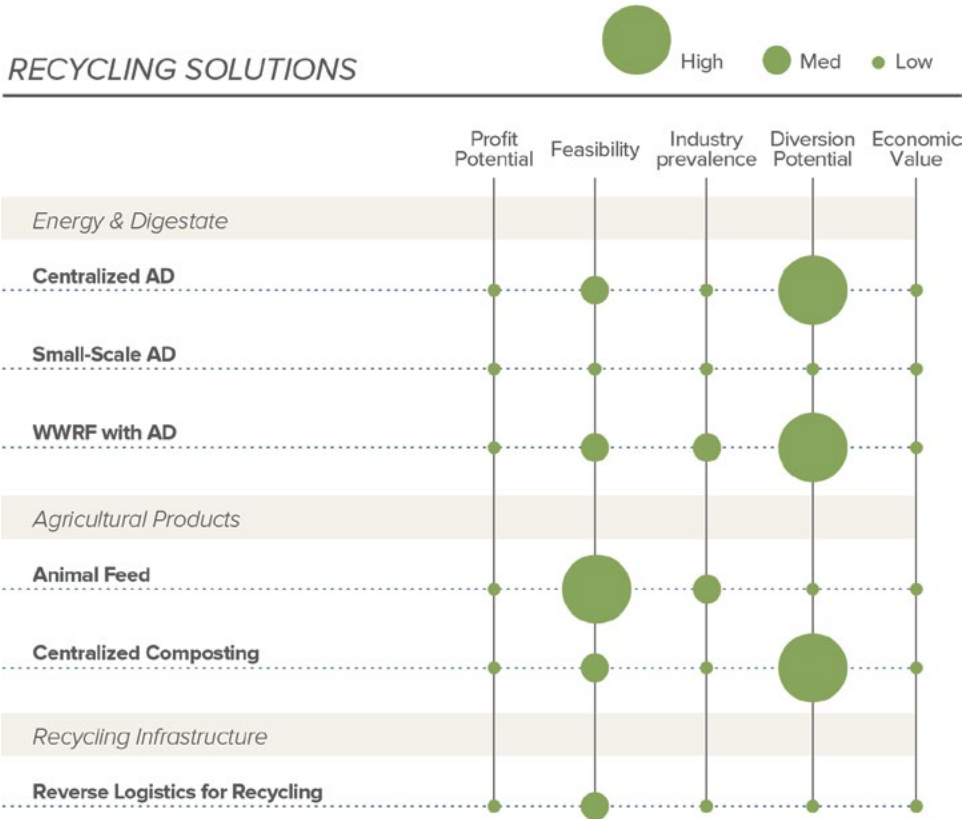 RECYCLING SOLUTIONS
High
Med
Low
Profit
Potential
Feasibility
Industry
prevalence
Diversion
Potential
Economic
Value
Energy & Digestate
Centralized AD
Small-Scale AD
WWRF with AD
Agricultural Products
Animal Feed
Centralized Composting
Recycling Infrastructure
Reverse Logistics for Recycling